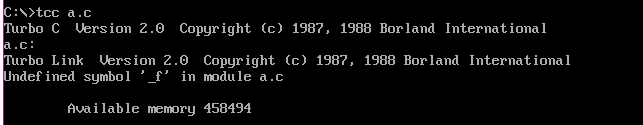 C:\>tcc a.c
Turbo C  Version 2.0  Copyright (c) 1987, 1988 Borland International
a.c:
Turbo Link  Version 2.0  Copyright (c) 1987, 1988 Borland International
Undefined symbol '_f' in module a.c
        Available memory 458494